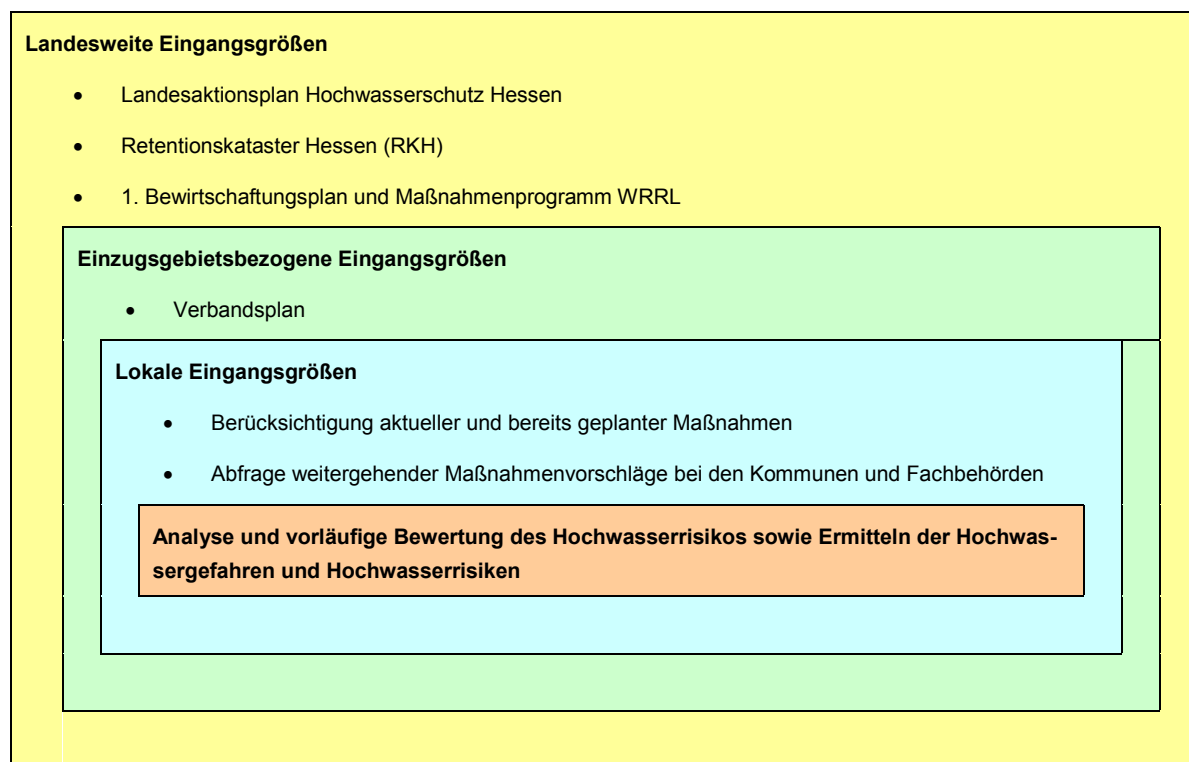 Landesweite Eingangsgrößen
• Landesaktionsplan Hochwasserschutz Hessen
• Retentionskataster Hessen (RKH)
• 1. Bewirtschaftungsplan und Maßnahmenprogramm WRRL
Einzugsgebietsbezogene Eingangsgrößen
• Verbandsplan
Lokale Eingangsgrößen
• Berücksichtigung aktueller und bereits geplanter Maßnahmen
• Abfrage weitergehender Maßnahmenvorschläge bei den Kommunen und Fachbehörden
Analyse und vorläufige Bewertung des Hochwasserrisikos sowie Ermitteln der Hochwas-
sergefahren und Hochwasserrisiken